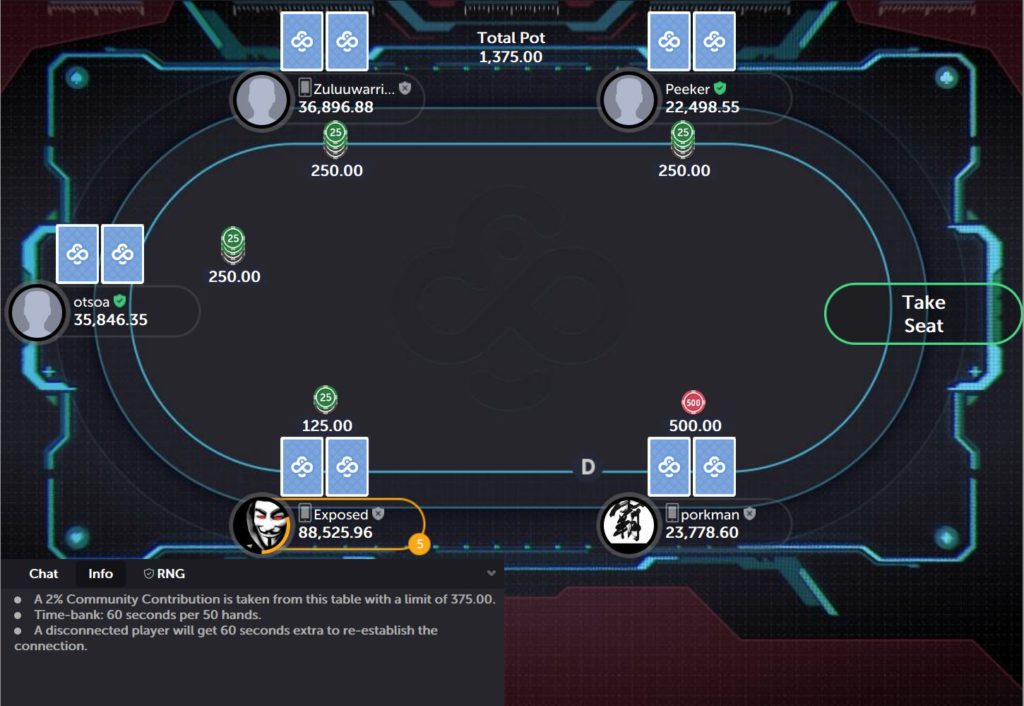 Total Pot
1,375.00
Zuluuwarri...
36,896.88
Peeker
22,498.55
25
250.00
25
250.00
25
250.00
otsoa
35,846.35
Take
Seat
25
125.00
500
500.00
D
Exposed
88,525.96
5
porkman
23,778.60
Chat Info RNG
A 2% Community Contribution is taken from this table with a limit of 375.00.
Time-bank: 60 seconds per 50 hands.
A disconnected player will get 60 seconds extra to re-establish the
connection.